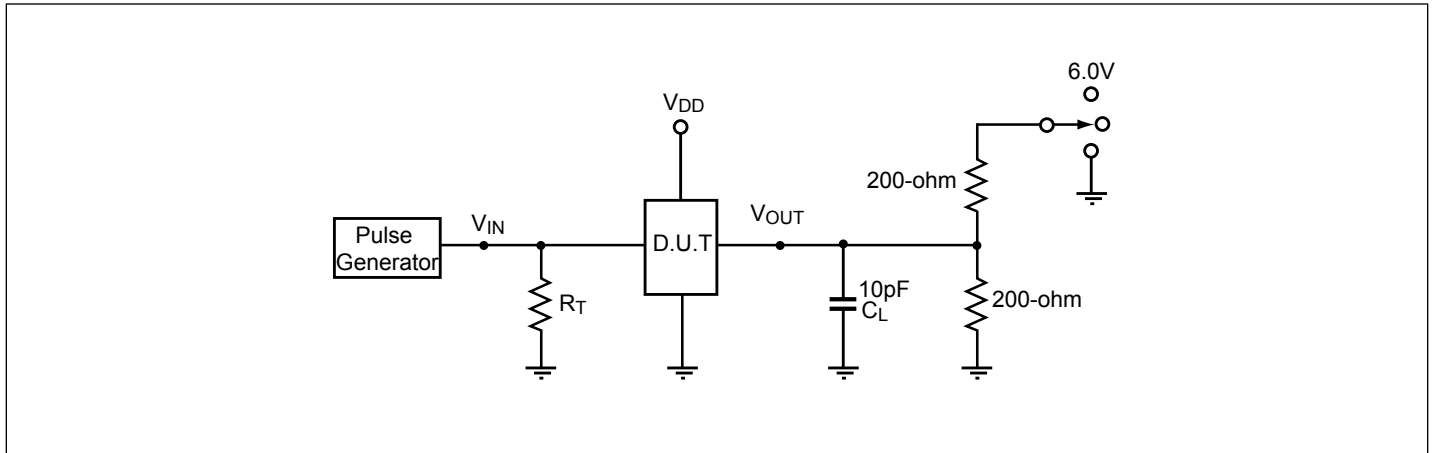 6.0V
VDD
200-ohm
VIN
VOUT
Pulse
Generator
D.U.T
10pF
CL
RT
200-ohm